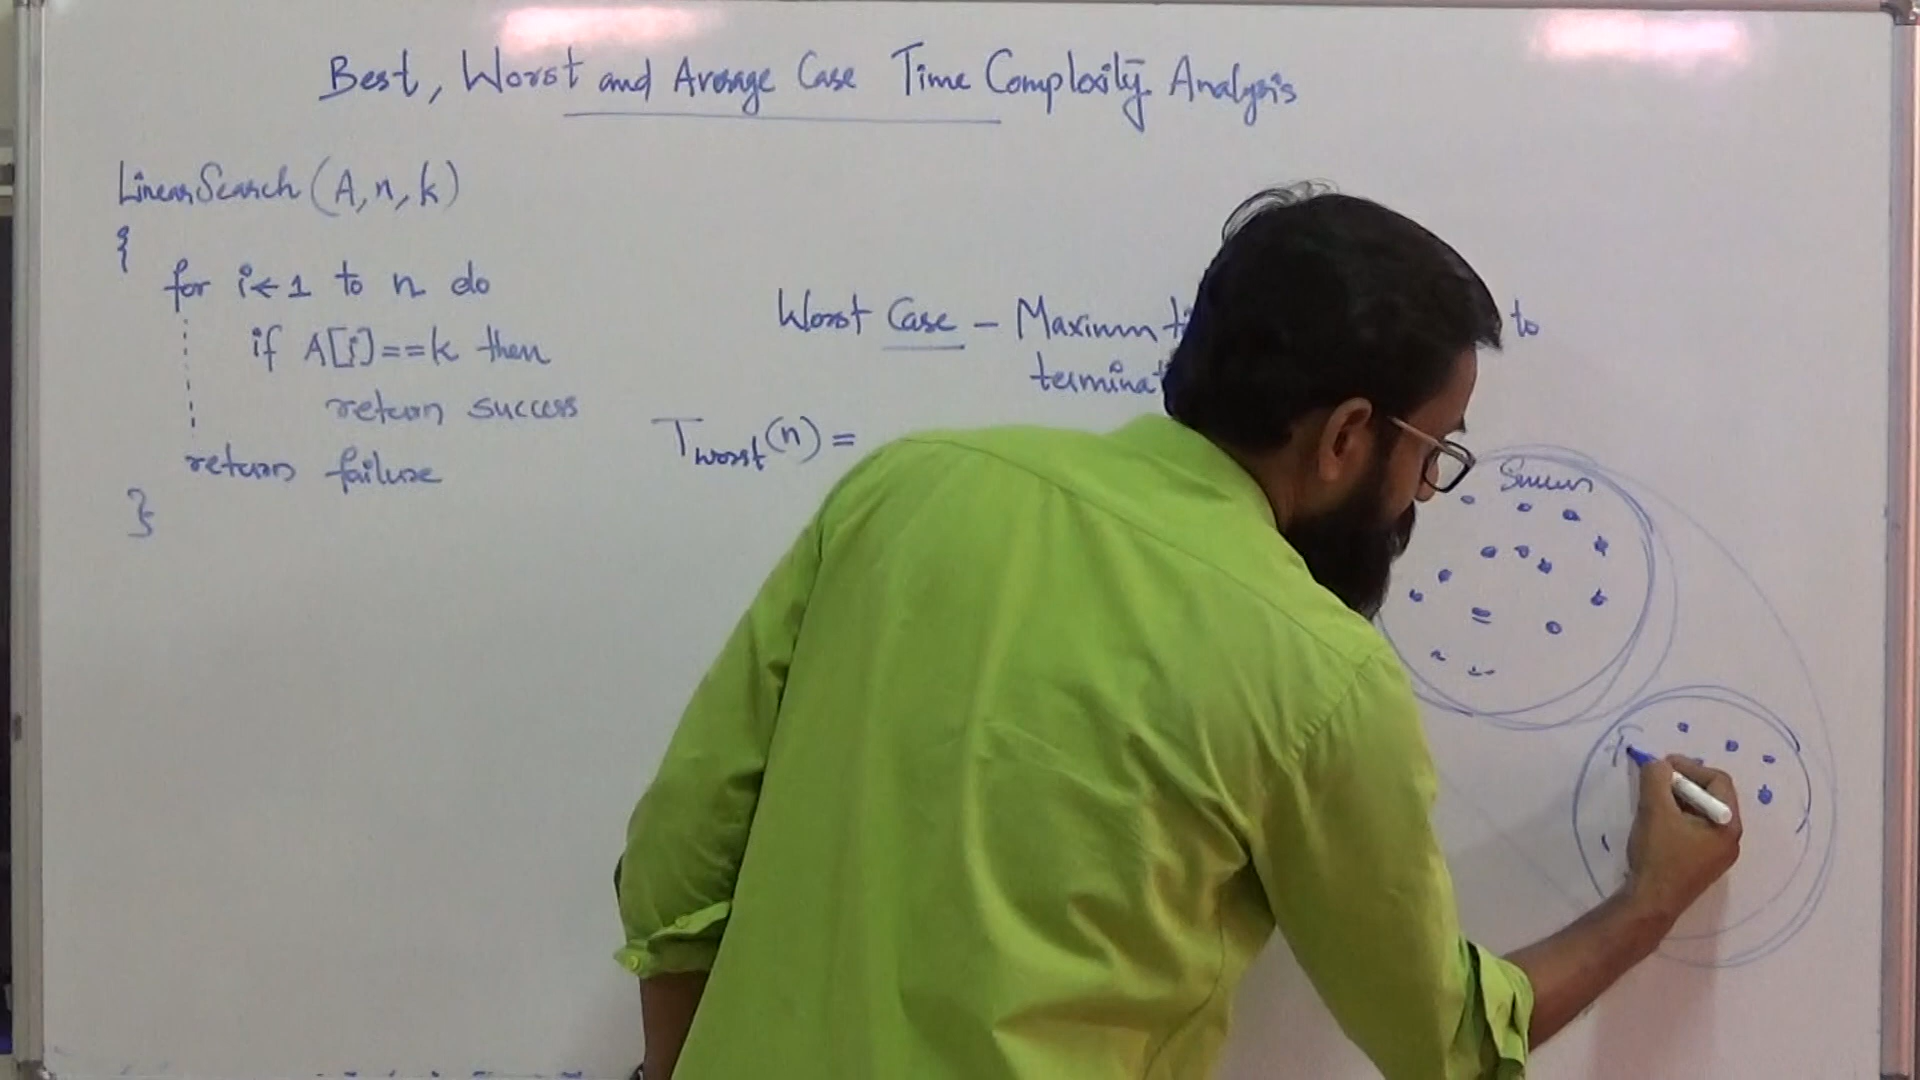 Best, Worst and Average Case Time Complexity Analysis
LinearSearch (A, n, k)
{
for i ← 1 to n do
if A[i] == k then
return success
return failure
}
Worst Case – Maximum to
terminat
Tworst(n) =
Success